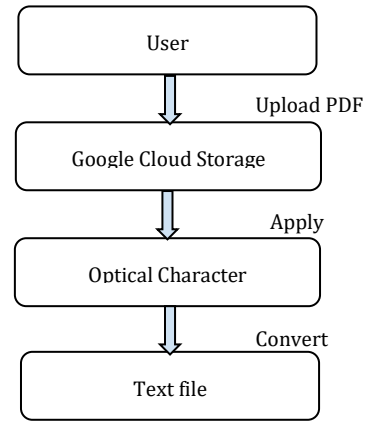 User
Upload PDF
Google Cloud Storage
Apply
Optical Character
Convert
Text file